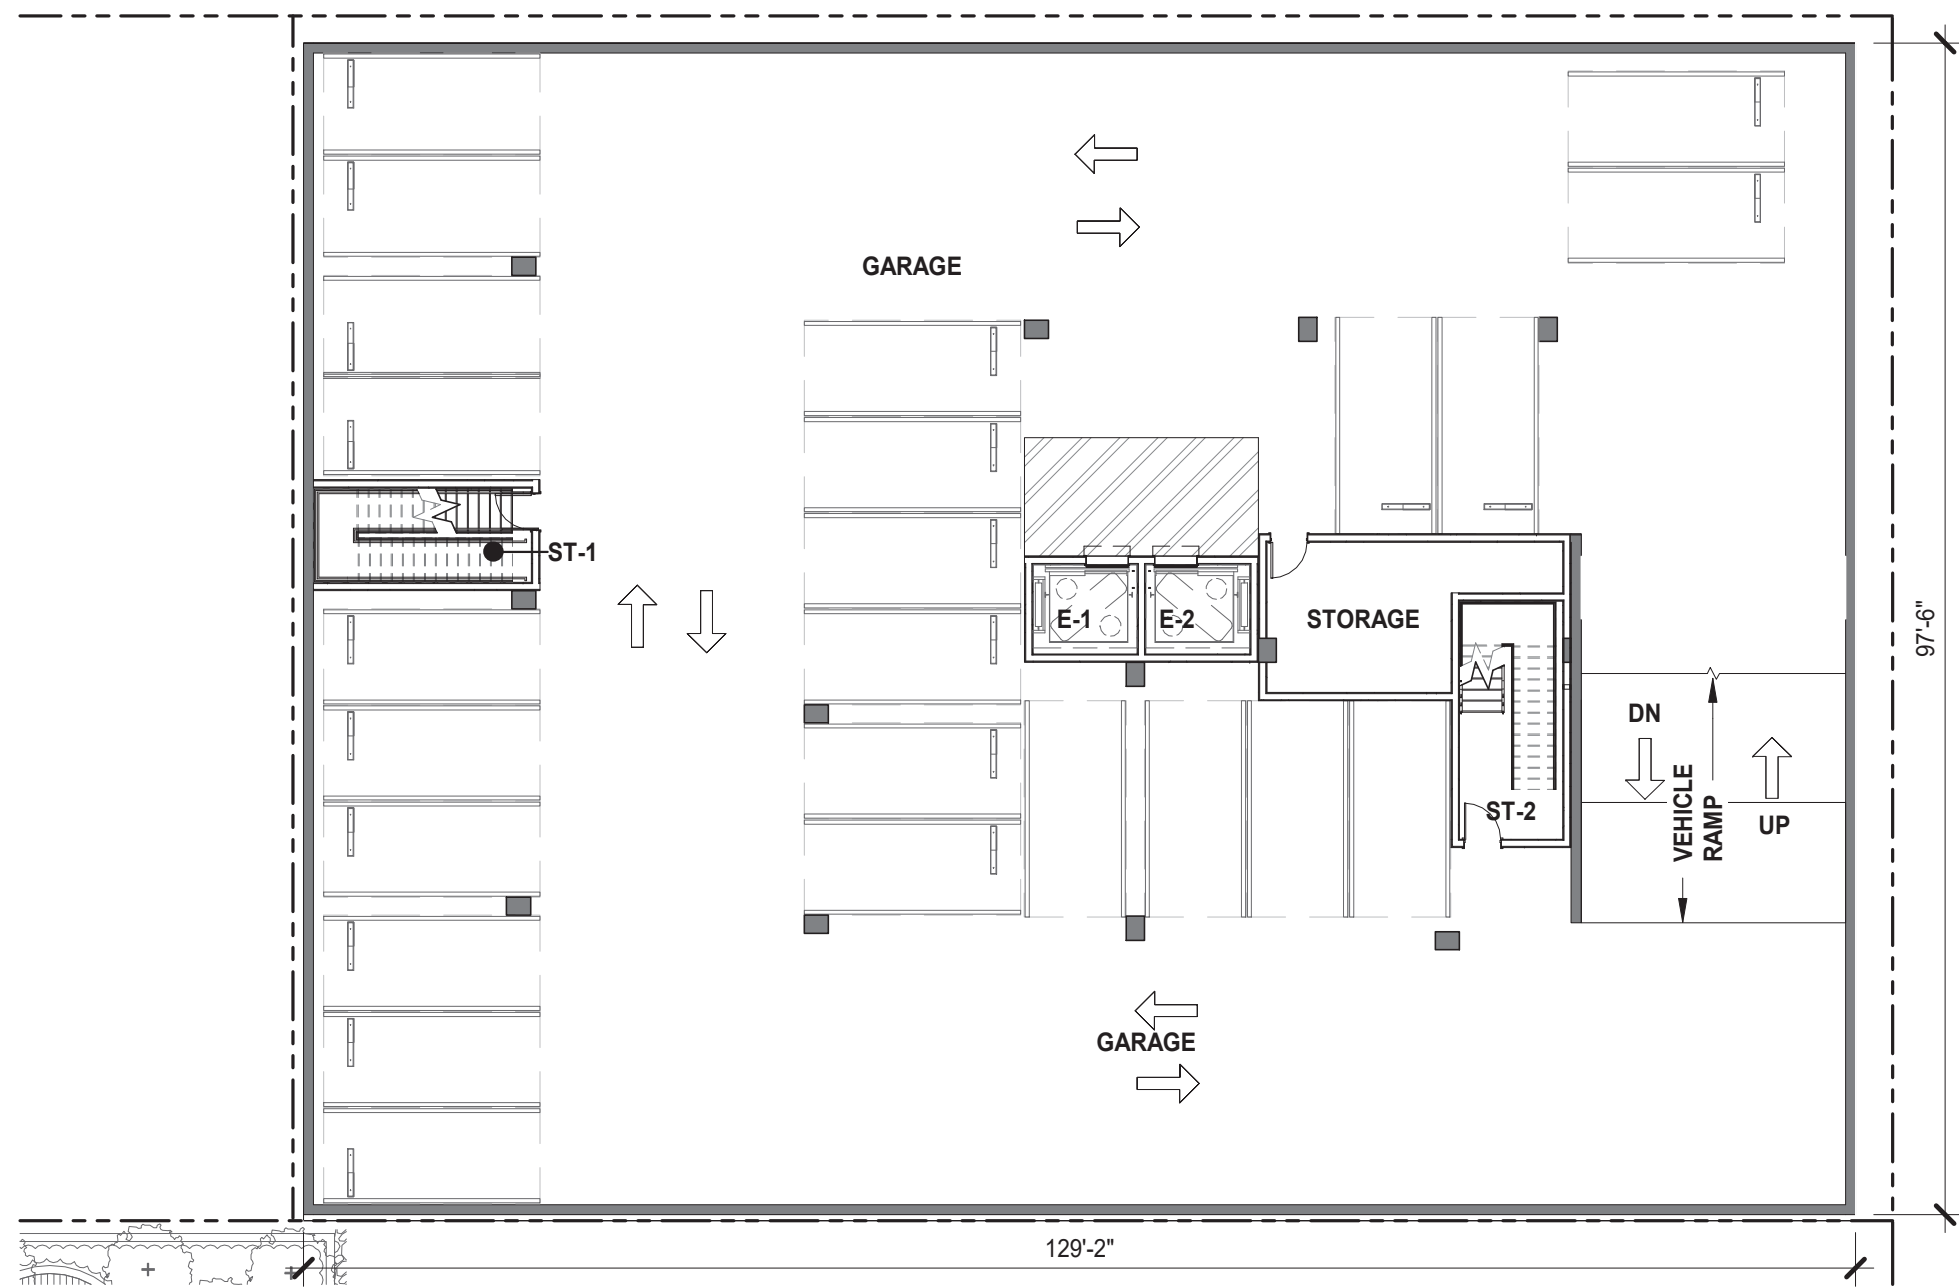 GARAGE
ST-1
E-1
E-2
STORAGE
97'-6"
DN
VEHICLE
RAMP
UP
ST-2
GARAGE
129'-2"